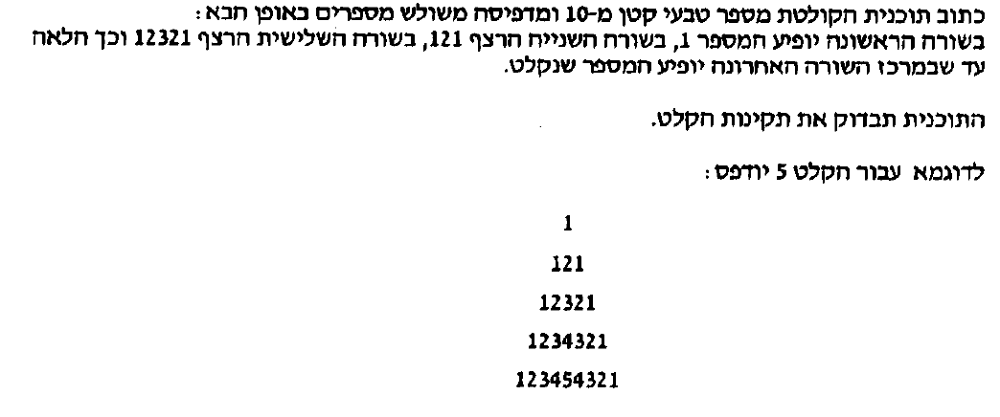 כתוב תוכנית הקולטת מספר טבעי קטן מ-10 ומדפיסה משולש מספרים באופן הבא:
בשורה הראשונה יופיע המספר 1, בשורה השנייה הרצף 121, בשורה השלישית הרצף 12321 וכך הלאה
עד שבמרכז השורה האחרונה יופיע המספר שנקלט.
התוכנית תבדוק את תקינות הקלט.
לדוגמא עבור הקלט 5 יודפס:
1
121
12321
1234321
123454321